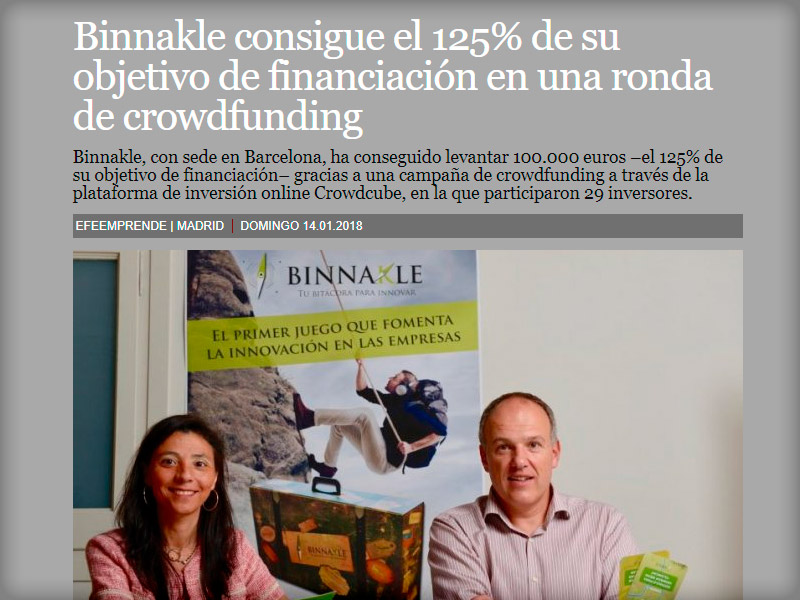 Binnakle consigue el 125% de su
objetivo de financiación en una ronda
de crowdfunding
Binnakle, con sede en Barcelona, ha conseguido levantar 100.000 euros –el 125% de
su objetivo de financiación– gracias a una campaña de crowdfunding a través de la
plataforma de inversión online Crowdcube, en la que participaron 29 inversores.
EFEEMPRENDE | MADRID | DOMINGO 14.01.2018
BINNAKLE
TU BITÁCORA PARA INNOVAR
EL PRIMER JUEGO QUE FOMENTA
LA INNOVACIÓN EN LAS EMPRESAS
BINNAKLE